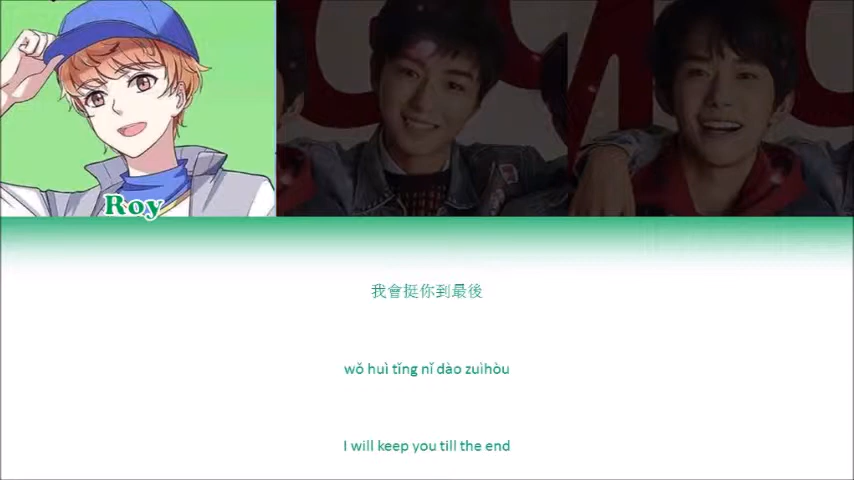 Roy
我會挺你到最後
wǒ huì tǐng nǐ dào zuìhòu
I will keep you till the end